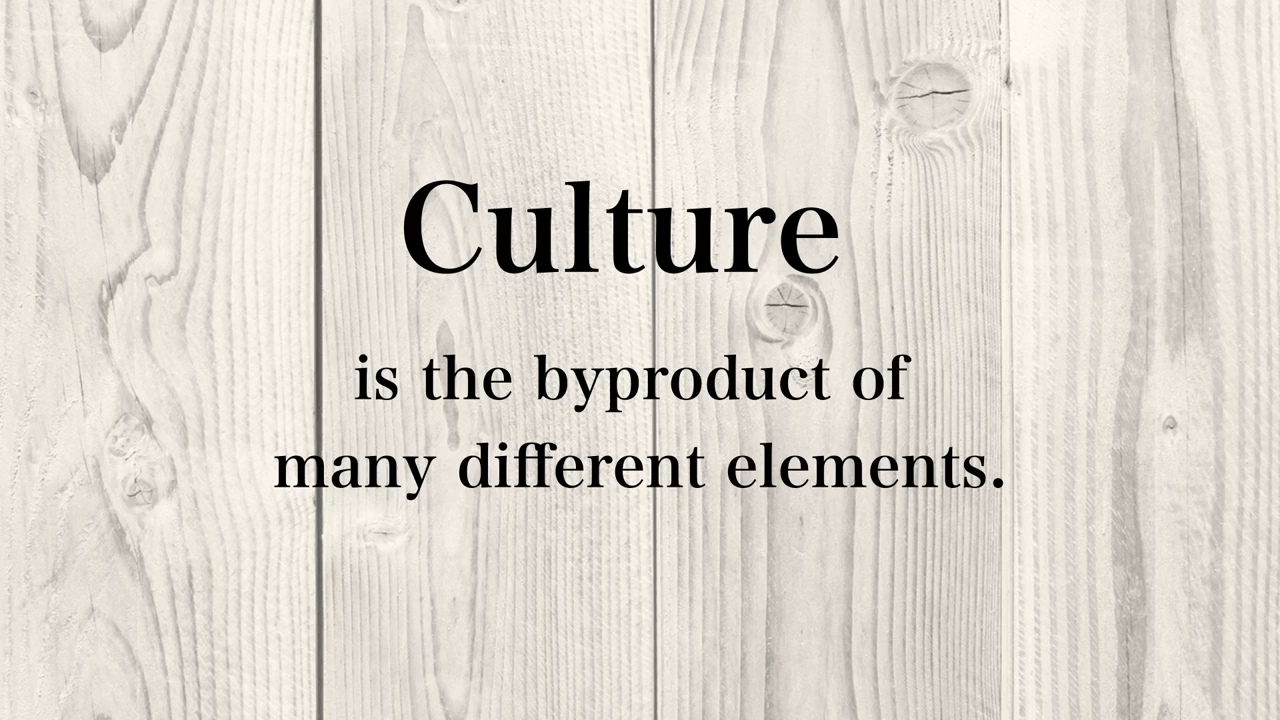 Culture
is the byproduct of
many different elements.